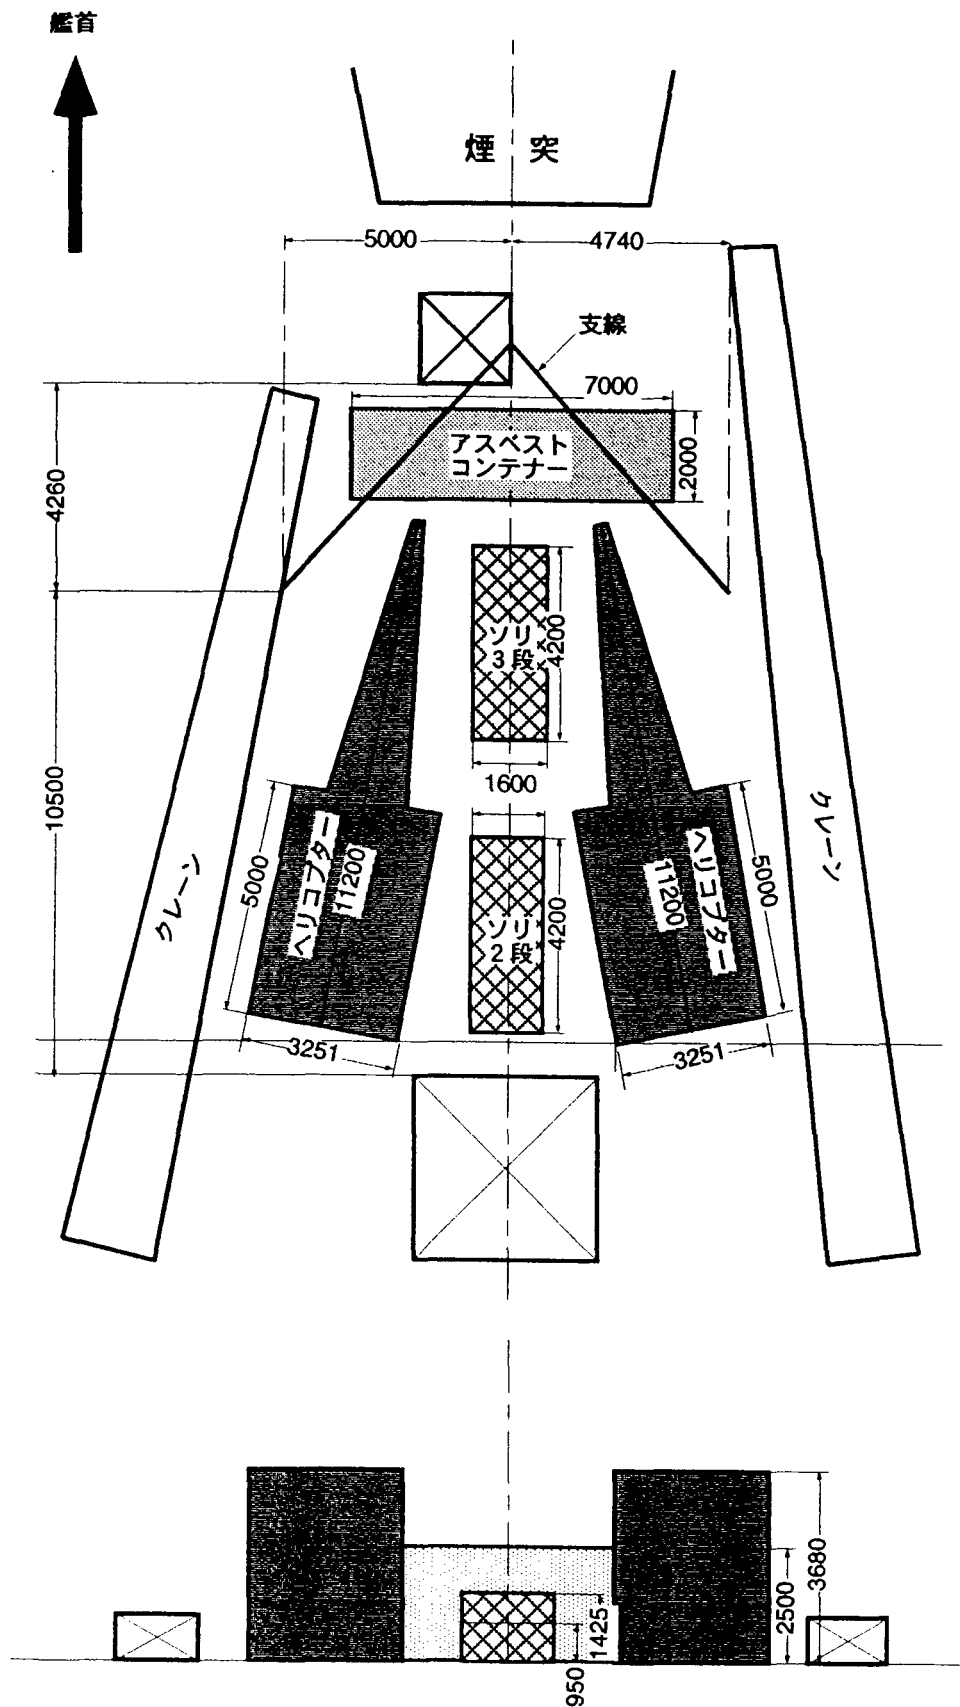 艦首
煙突
5000
4740
支線
7000
アスベスト
コンテナー
2000
4260
ソリ
3段
4200
1600
10500
クレーン
5000
ヘリコプター
11200
ソリ
2段
4200
11200
ヘリコプター
5000
クレーン
3251
3251
1425
950
2500
3680